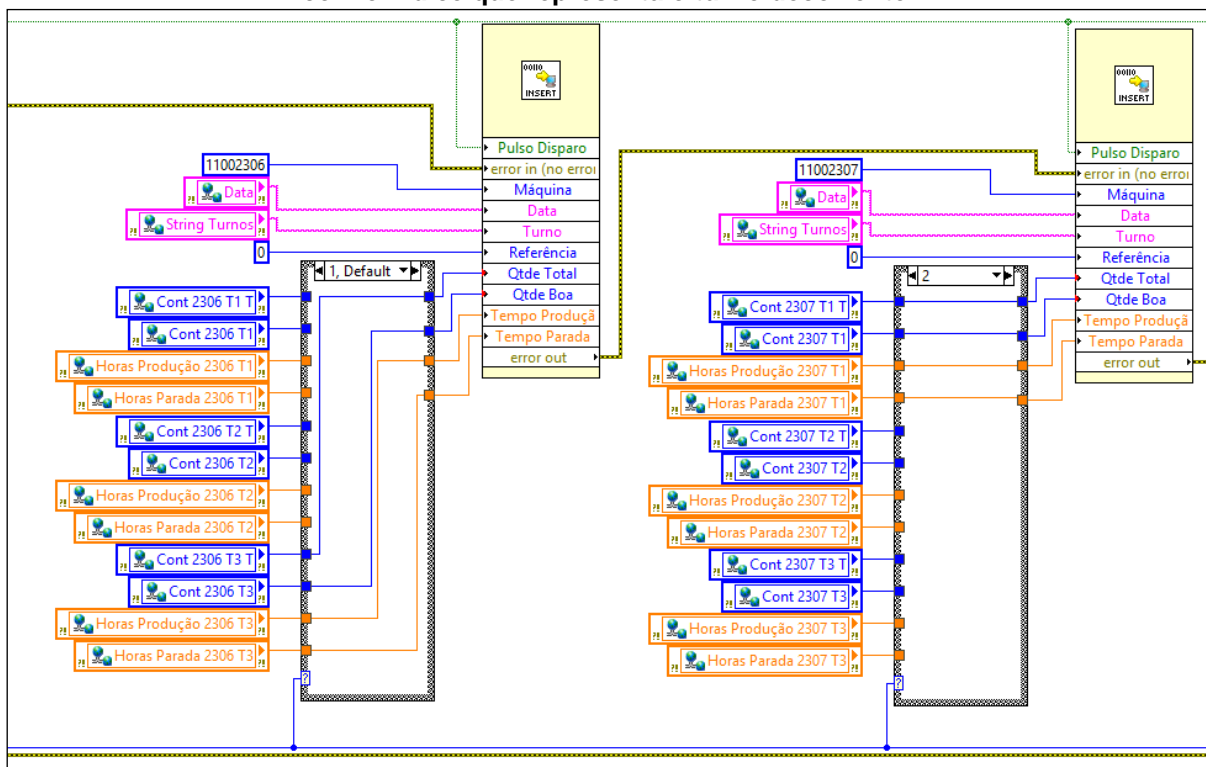 00110
INSERT
Pulso Disparo
error in (no erro
11002306
Máquina
Data
Data
String Turnos
Turno
0
Referência
1, Default
Qtde Total
Cont 2306 T1 T
Qtde Boa
Cont 2306 T1
Tempo Produçã
Horas Produção 2306 T1
Tempo Parada
Horas Parada 2306 T1
error out
Cont 2306 T2 T
Cont 2306 T2
Horas Produção 2306 T2
Horas Parada 2306 T2
Cont 2306 T3 T
Cont 2306 T3
Horas Produção 2306 T3
Horas Parada 2306 T3
?
00110
INSERT
Pulso Disparo
error in (no erro
11002307
Máquina
Data
Data
String Turnos
Turno
0
Referência
2
Qtde Total
Cont 2307 T1 T
Qtde Boa
Cont 2307 T1
Tempo Produçã
Horas Produção 2307 T1
Tempo Parada
Horas Parada 2307 T1
error out
Cont 2307 T2 T
Cont 2307 T2
Horas Produção 2307 T2
Horas Parada 2307 T2
Cont 2307 T3 T
Cont 2307 T3
Horas Produção 2307 T3
Horas Parada 2307 T3
?